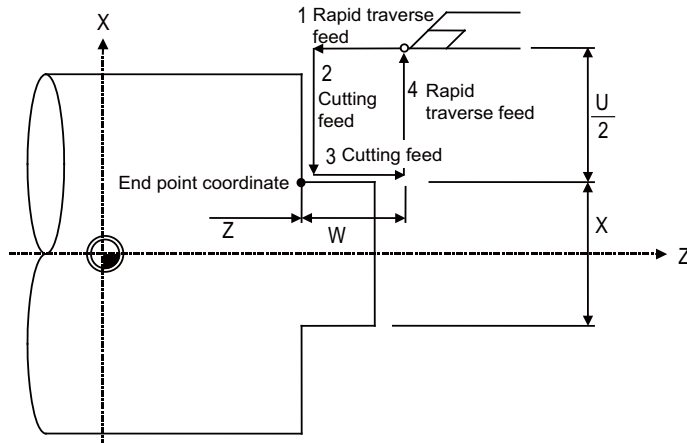 X
1 Rapid traverse
feed
2
Cutting
feed
4 Rapid
traverse feed
U
2
3 Cutting feed
End point coordinate
Z
W
X
Z